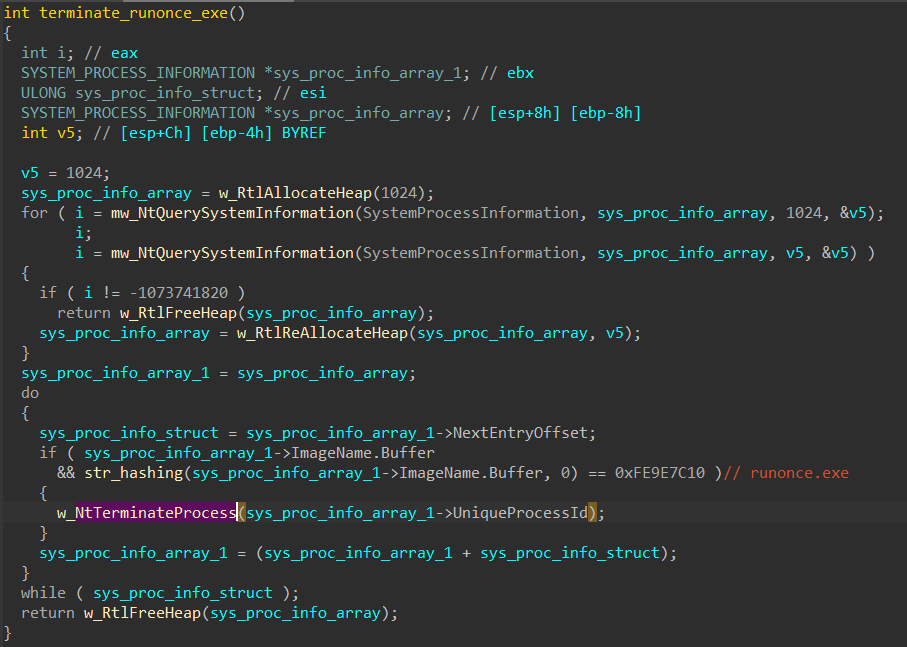 int terminate_runonce_exe()
{
  int i; // eax
  SYSTEM_PROCESS_INFORMATION *sys_proc_info_array_1; // ebx
  ULONG sys_proc_info_struct; // esi
  SYSTEM_PROCESS_INFORMATION *sys_proc_info_array; // [esp+8h] [ebp-8h]
  int v5; // [esp+Ch] [ebp-4h] BYREF

  v5 = 1024;
  sys_proc_info_array = w_RtlAllocateHeap(1024);
  for ( i = mw_NtQuerySystemInformation(SystemProcessInformation, sys_proc_info_array, 1024, &v5);
        i;
        i = mw_NtQuerySystemInformation(SystemProcessInformation, sys_proc_info_array, v5, &v5) )
  {
    if ( i != -1073741820 )
      return w_RtlFreeHeap(sys_proc_info_array);
    sys_proc_info_array = w_RtlReAllocateHeap(sys_proc_info_array, v5);
  }
  sys_proc_info_array_1 = sys_proc_info_array;
  do
  {
    sys_proc_info_struct = sys_proc_info_array_1->NextEntryOffset;
    if ( sys_proc_info_array_1->ImageName.Buffer
      && str_hashing(sys_proc_info_array_1->ImageName.Buffer, 0) == 0xFE9E7C10 )// runonce.exe
    {
      w_NtTerminateProcess(sys_proc_info_array_1->UniqueProcessId);
    }
    sys_proc_info_array_1 = (sys_proc_info_array_1 + sys_proc_info_struct);
  }
  while ( sys_proc_info_struct );
  return w_RtlFreeHeap(sys_proc_info_array);
}